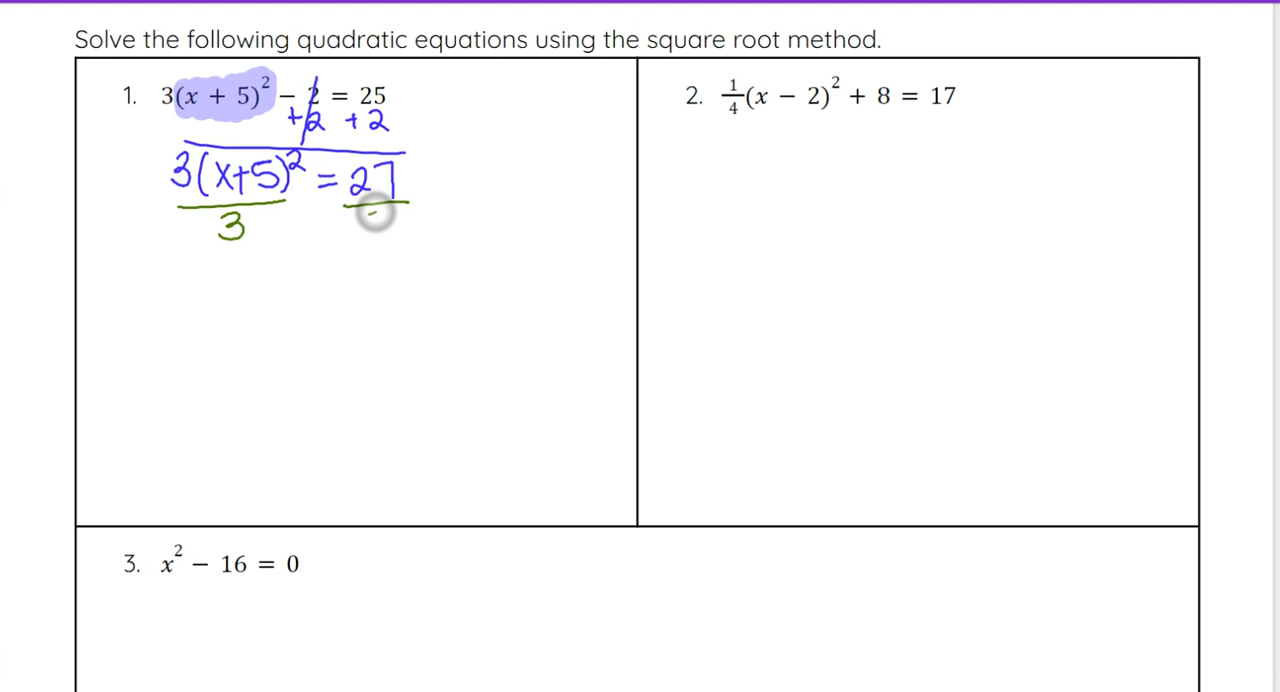 Solve the following quadratic equations using the square root method.
1. 3(x + 5)² − 2 = 25
+2 +2
3(x+5)² = 27
3
2. 1/4(x − 2)² + 8 = 17
3. x² − 16 = 0